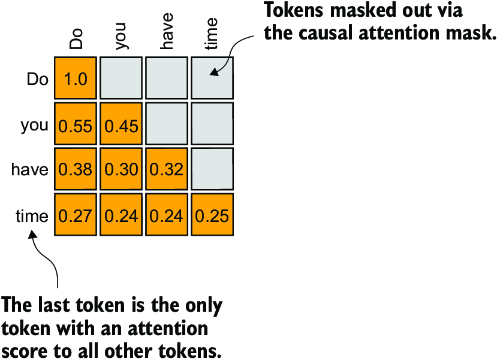 Tokens masked out via
the causal attention mask.
Do you have time
Do 1.0
you 0.55 0.45
have 0.38 0.30 0.32
time 0.27 0.24 0.24 0.25
The last token is the only
token with an attention
score to all other tokens.